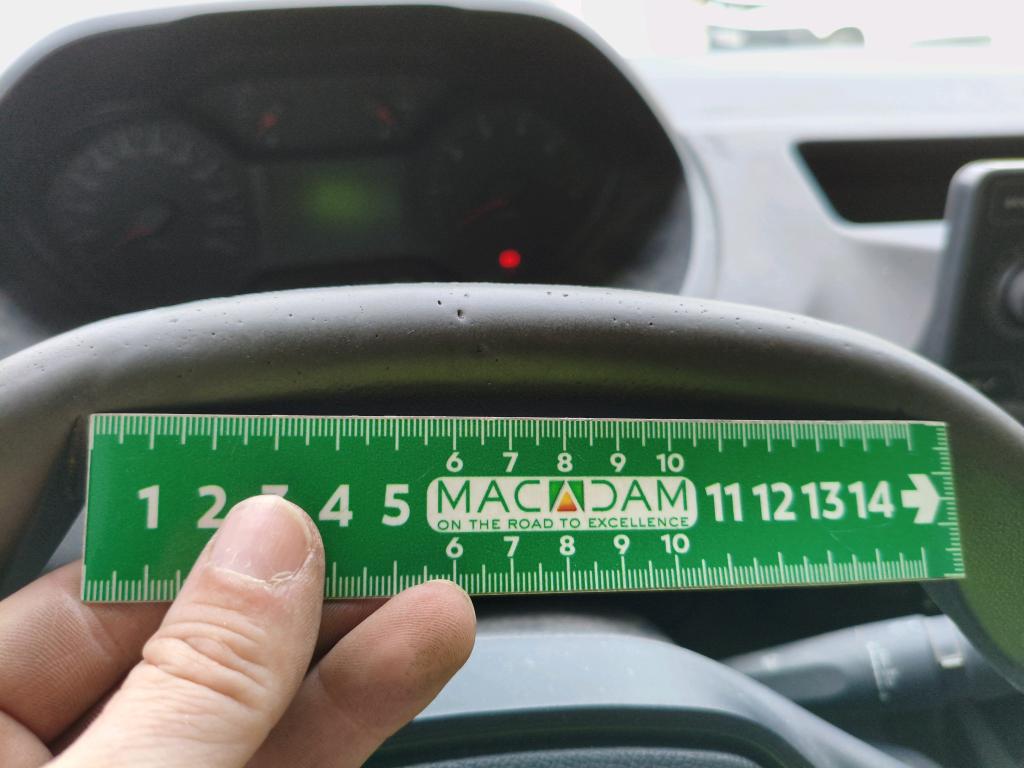 6 7 8 9 10
1 2 3 4 5 MACADAM 11 12 13 14
ON THE ROAD TO EXCELLENCE
6 7 8 9 10